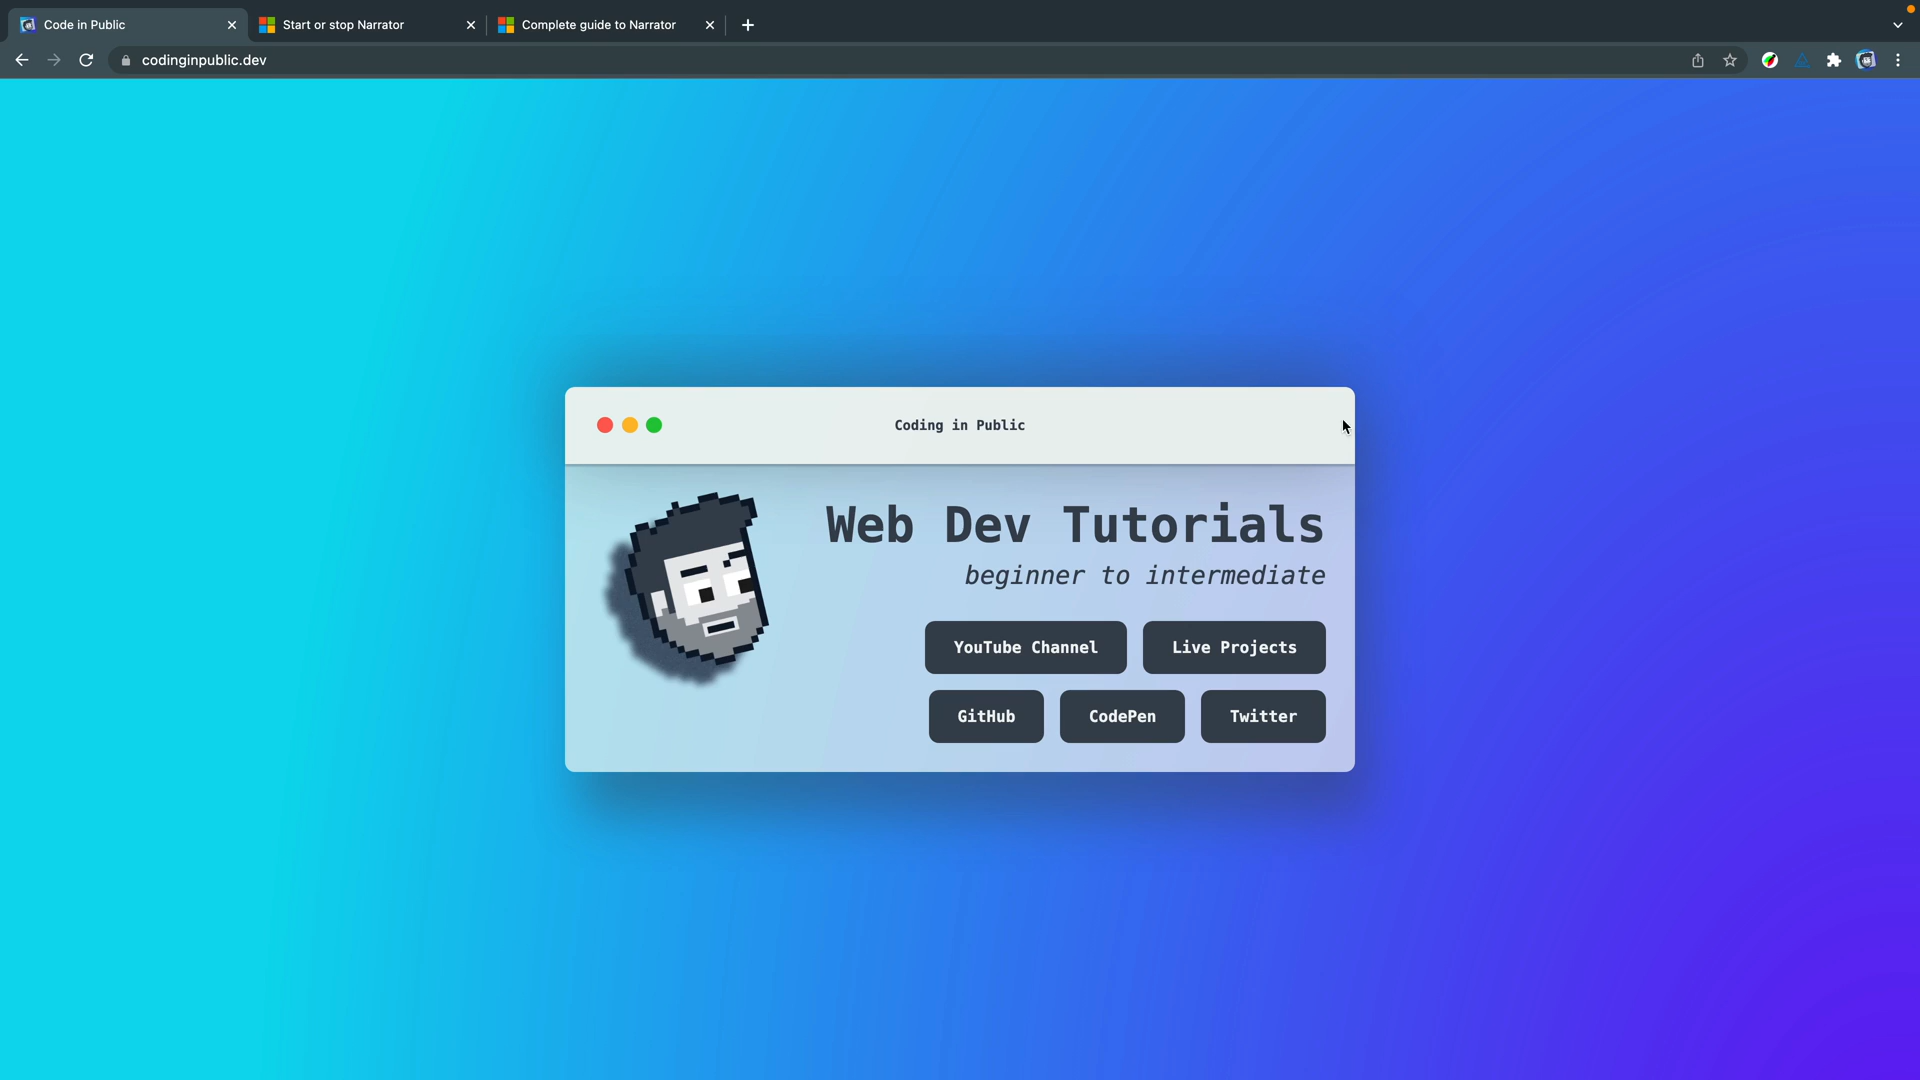 Code in Public
Start or stop Narrator
Complete guide to Narrator
codinginpublic.dev
Coding in Public
Web Dev Tutorials
beginner to intermediate
YouTube Channel
Live Projects
GitHub
CodePen
Twitter